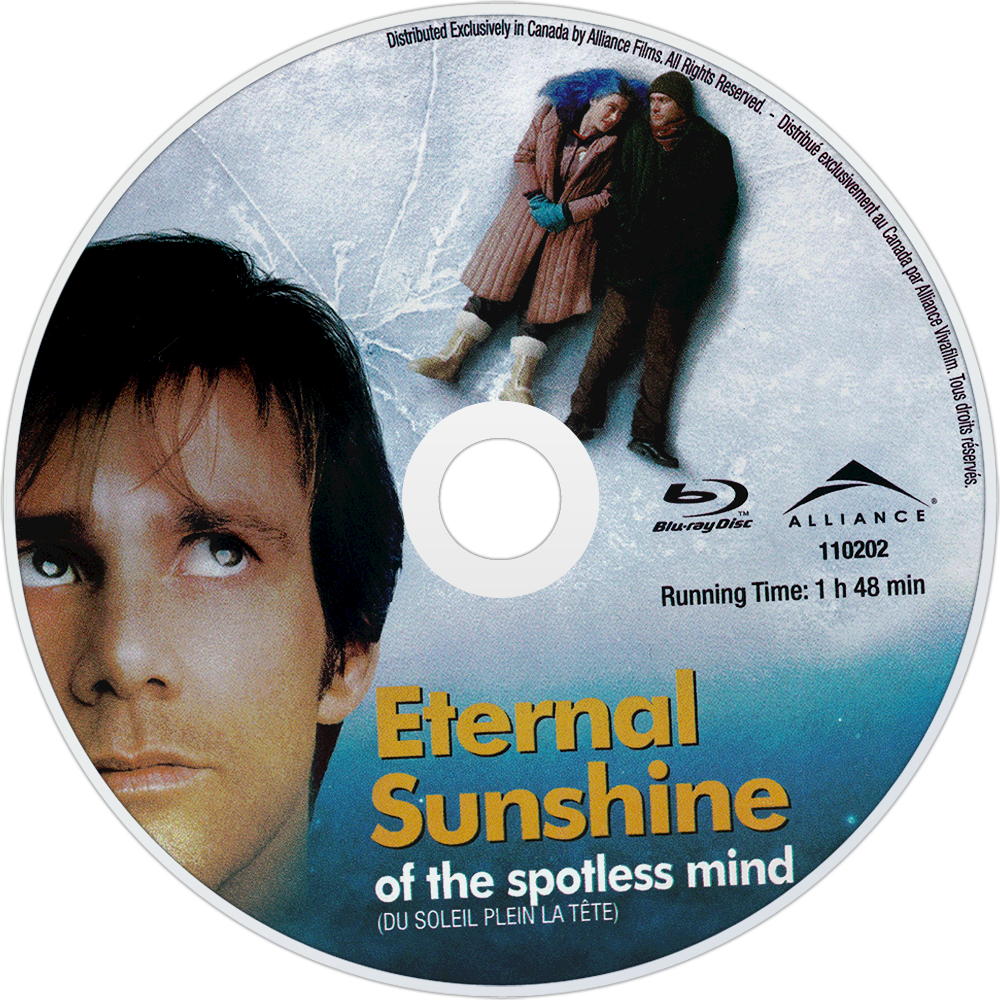 Distributed Exclusively in Canada by Alliance Films. All Rights Reserved. - Distribué exclusivement au Canada par Alliance Vivafilm. Tous droits réservés.
Blu-ray Disc™
ALLIANCE®
110202
Running Time: 1 h 48 min
Eternal
Sunshine
of the spotless mind
(DU SOLEIL PLEIN LA TÊTE)